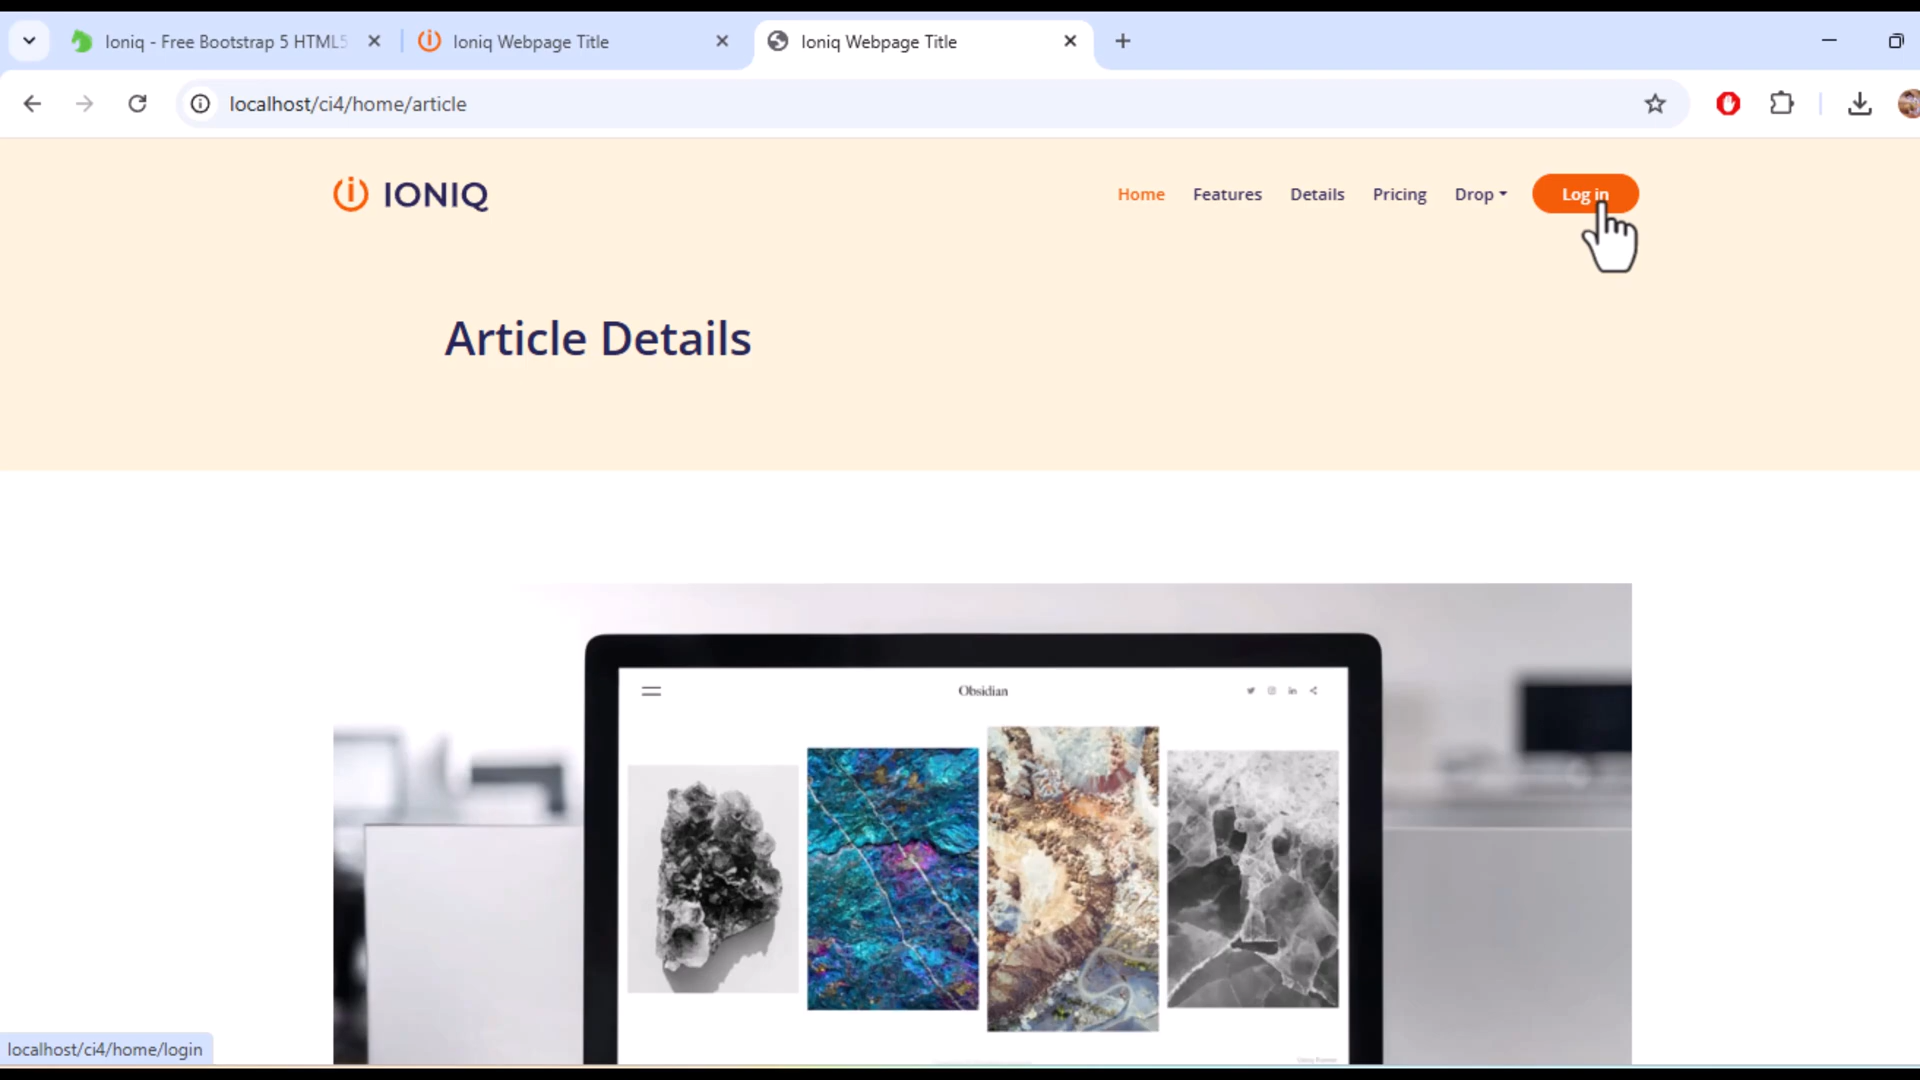 Ioniq - Free Bootstrap 5 HTML5
Ioniq Webpage Title
Ioniq Webpage Title
localhost/ci4/home/article
IONIQ
Home Features Details Pricing Drop Log in
Article Details
Obsidian
localhost/ci4/home/login